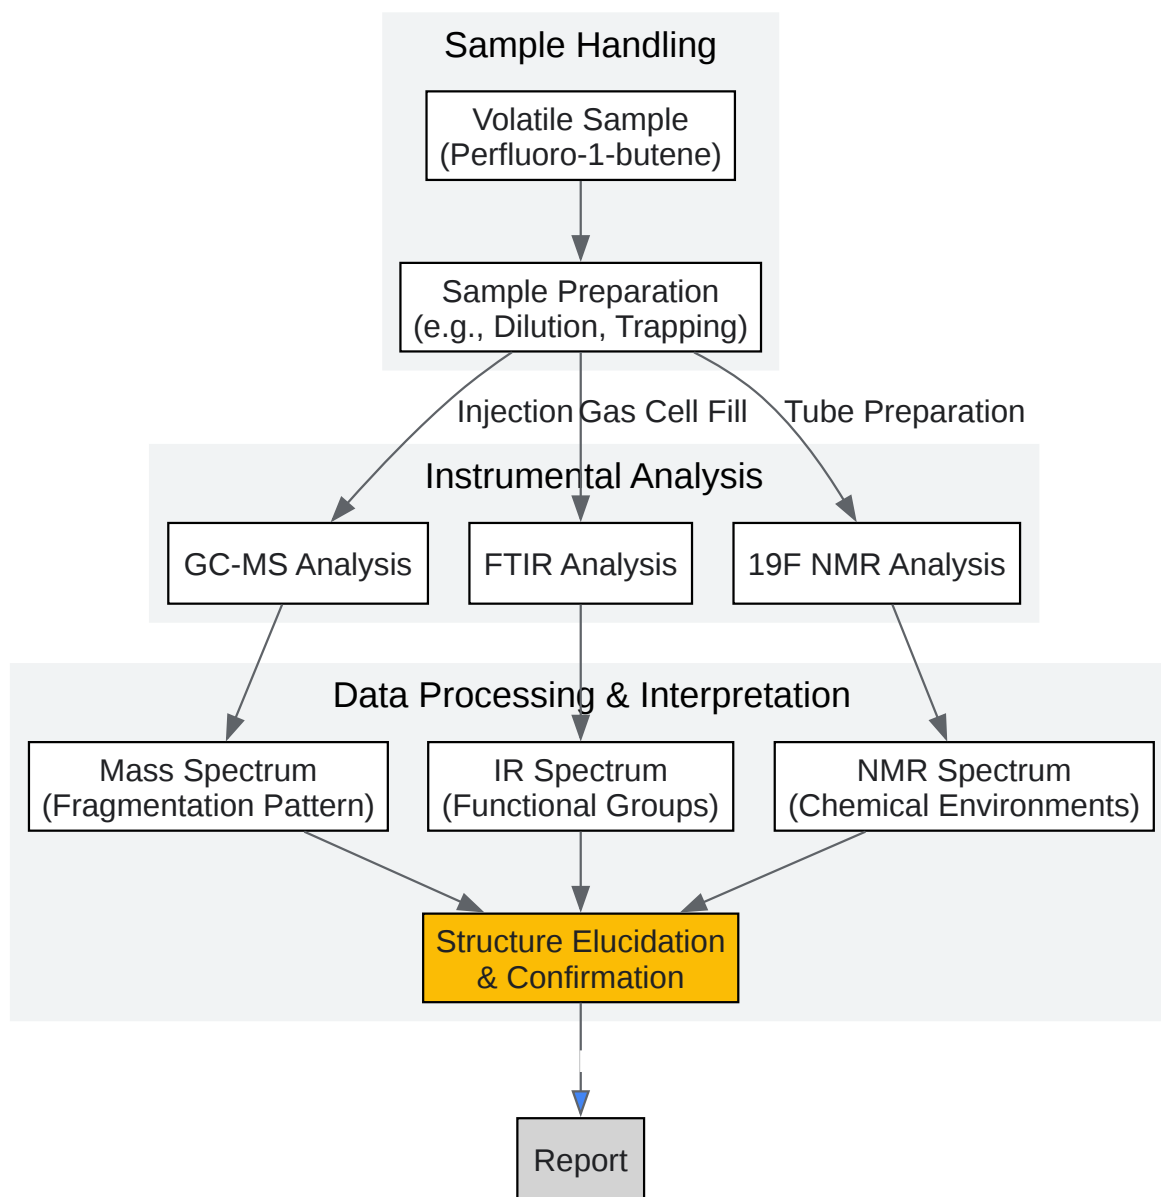 Sample Handling
Volatile Sample
(Perfluoro-1-butene)
Sample Preparation
(e.g., Dilution, Trapping)
Injection
Gas Cell Fill
Tube Preparation
Instrumental Analysis
GC-MS Analysis
FTIR Analysis
19F NMR Analysis
Data Processing & Interpretation
Mass Spectrum
(Fragmentation Pattern)
IR Spectrum
(Functional Groups)
NMR Spectrum
(Chemical Environments)
Structure Elucidation
& Confirmation
Report